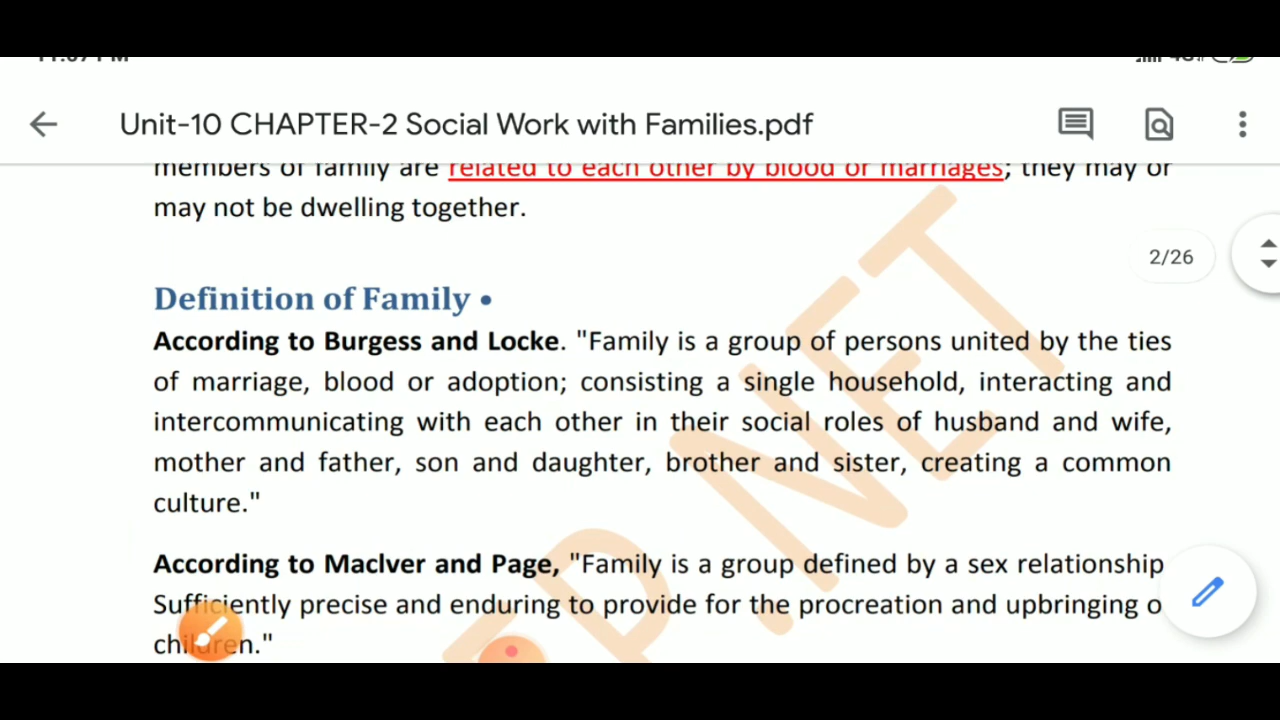 Unit-10 CHAPTER-2 Social Work with Families.pdf
members of family are related to each other by blood or marriages; they may or
may not be dwelling together.
2/26
Definition of Family •
According to Burgess and Locke. "Family is a group of persons united by the ties
of marriage, blood or adoption; consisting a single household, interacting and
intercommunicating with each other in their social roles of husband and wife,
mother and father, son and daughter, brother and sister, creating a common
culture."
According to Maclver and Page, "Family is a group defined by a sex relationship
Sufficiently precise and enduring to provide for the procreation and upbringing o
children."
P NET